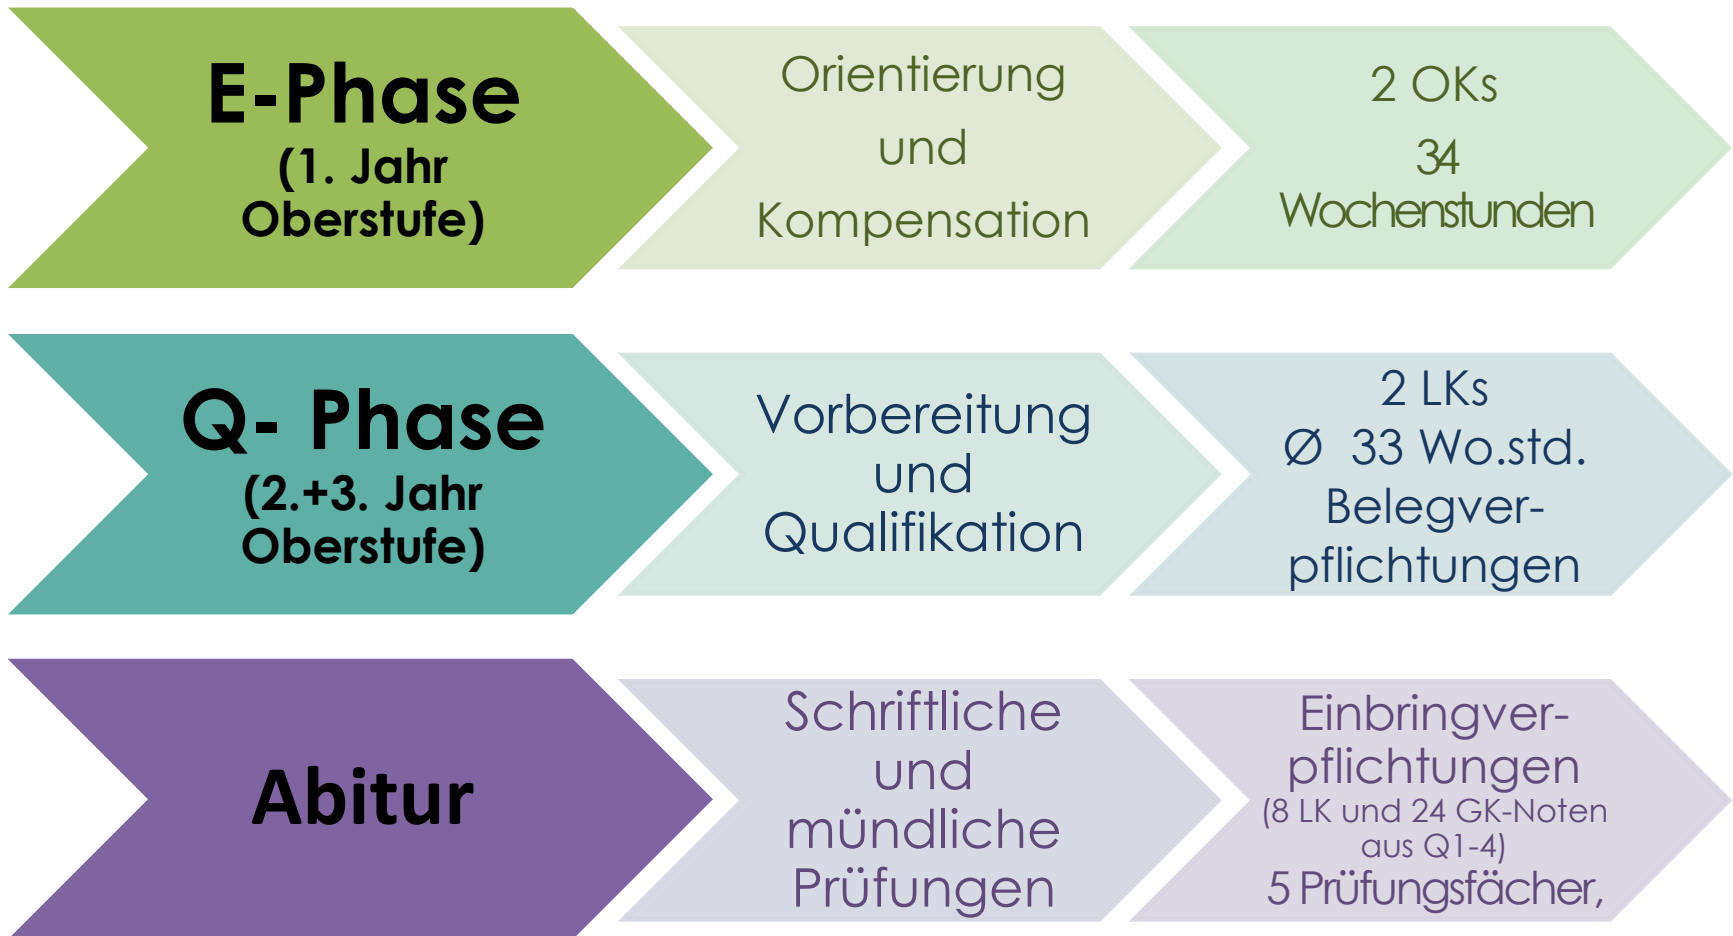 E-Phase
(1. Jahr
Oberstufe)
Orientierung
und
Kompensation
2 OKs
34
Wochenstunden
Q- Phase
(2.+3. Jahr
Oberstufe)
Vorbereitung
und
Qualifikation
2 LKs
Ø 33 Wo.std.
Belegver-
pflichtungen
Abitur
Schriftliche
und
mündliche
Prüfungen
Einbringver-
pflichtungen
(8 LK und 24 GK-Noten
aus Q1-4)
5 Prüfungsfächer,